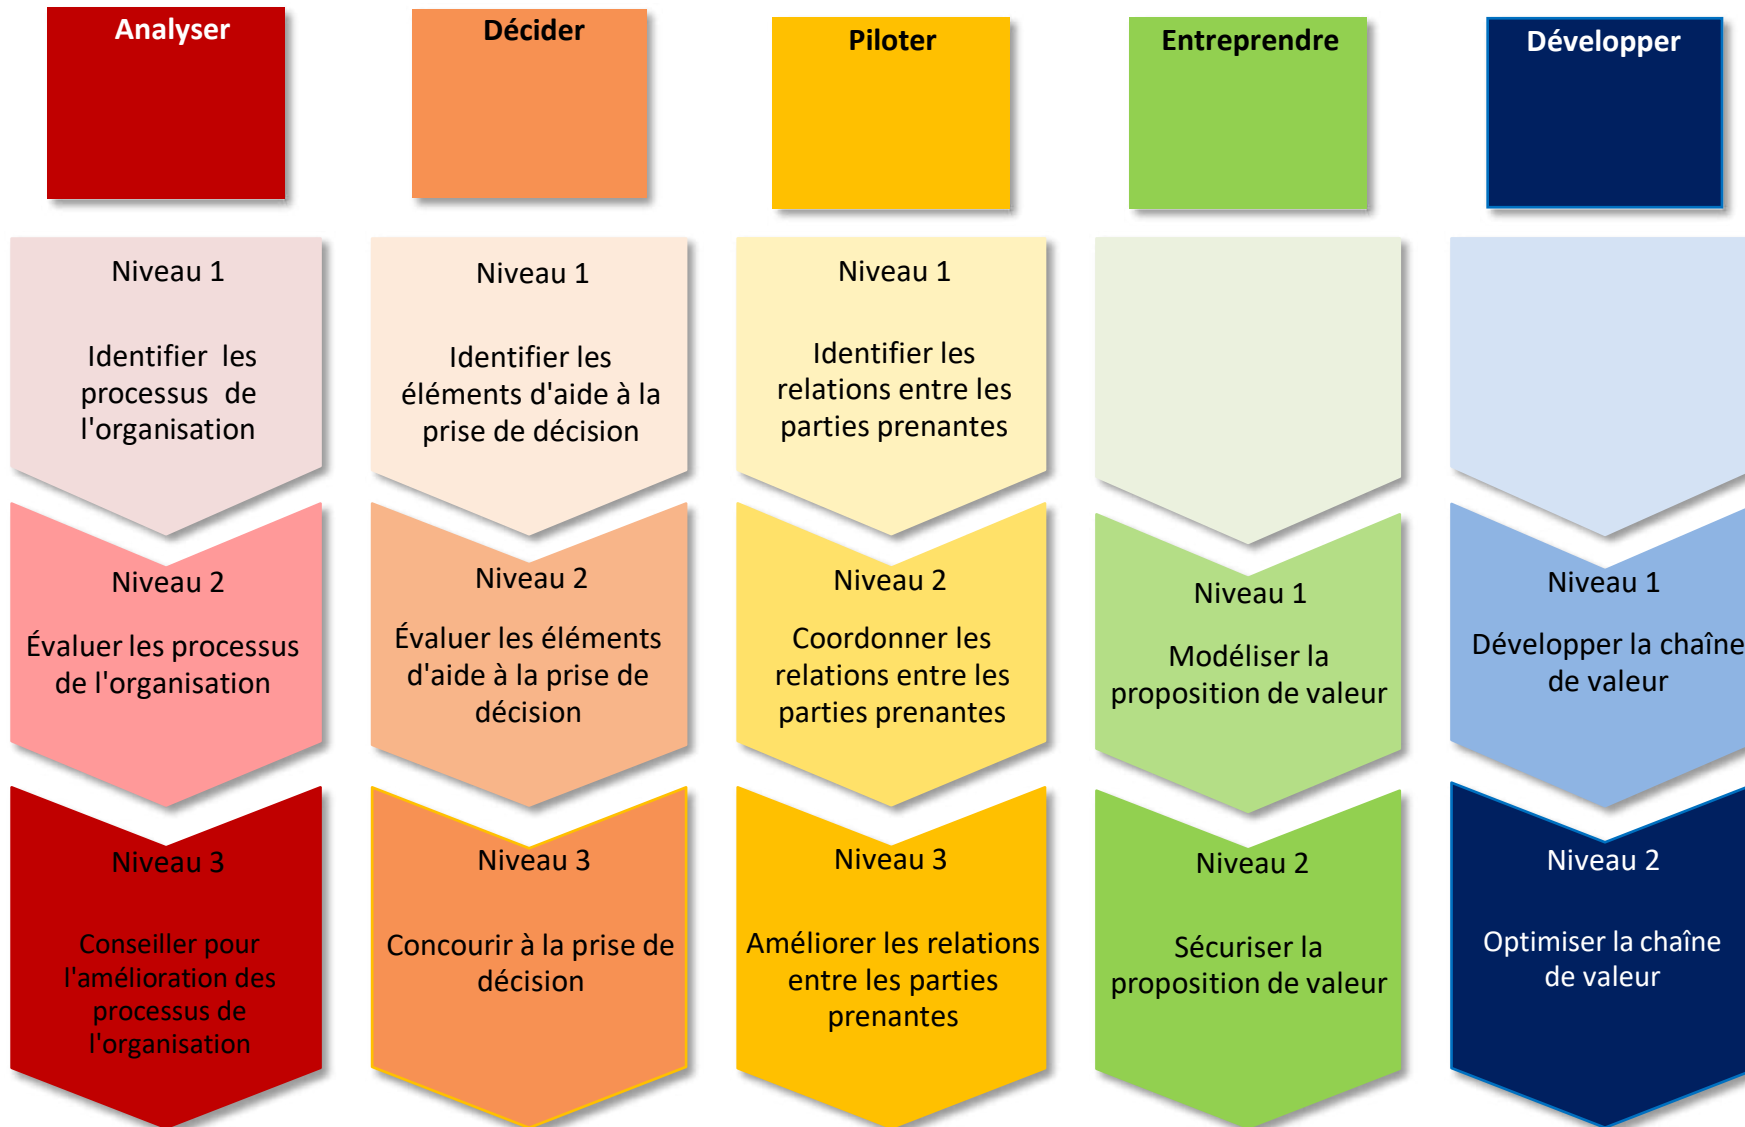 Analyser
Décider
Piloter
Entreprendre
Développer
Niveau 1
Identifier les
processus de
l'organisation
Niveau 1
Identifier les
éléments d'aide à la
prise de décision
Niveau 1
Identifier les
relations entre les
parties prenantes
Niveau 2
Évaluer les processus
de l'organisation
Niveau 2
Évaluer les éléments
d'aide à la prise de
décision
Niveau 2
Coordonner les
relations entre les
parties prenantes
Niveau 1
Modéliser la
proposition de valeur
Niveau 1
Développer la chaîne
de valeur
Niveau 3
Conseiller pour
l'amélioration des
processus de
l'organisation
Niveau 3
Concourir à la prise de
décision
Niveau 3
Améliorer les relations
entre les parties
prenantes
Niveau 2
Sécuriser la
proposition de valeur
Niveau 2
Optimiser la chaîne
de valeur